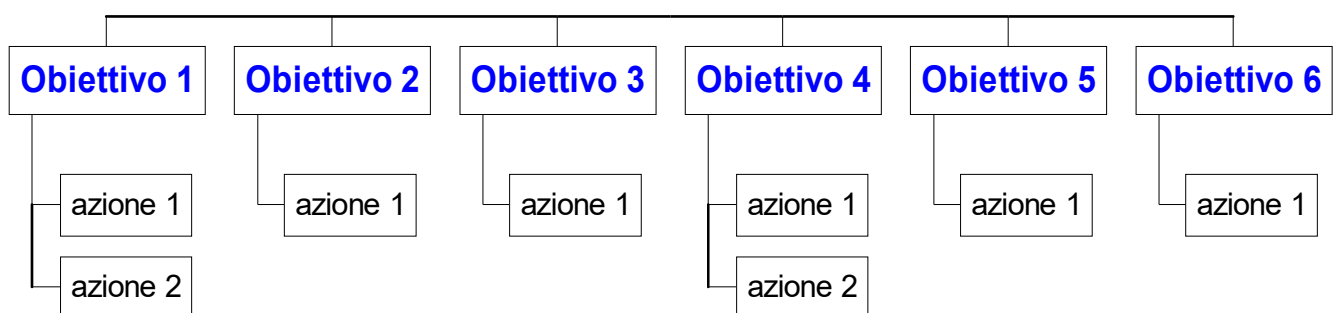 Obiettivo 1
Obiettivo 2
Obiettivo 3
Obiettivo 4
Obiettivo 5
Obiettivo 6
azione 1
azione 1
azione 1
azione 1
azione 1
azione 1
azione 2
azione 2